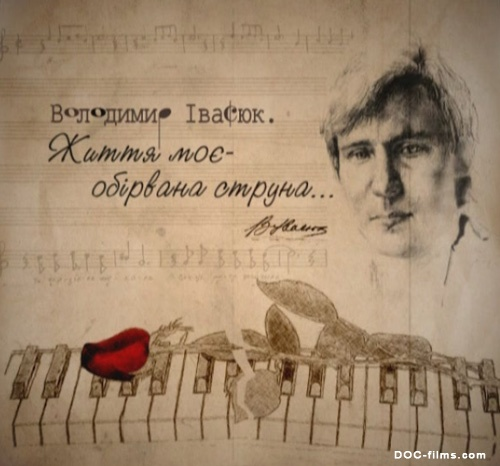 Володимир Івасюк.
Життя моє-
обірвана струна...
DOC-films.com